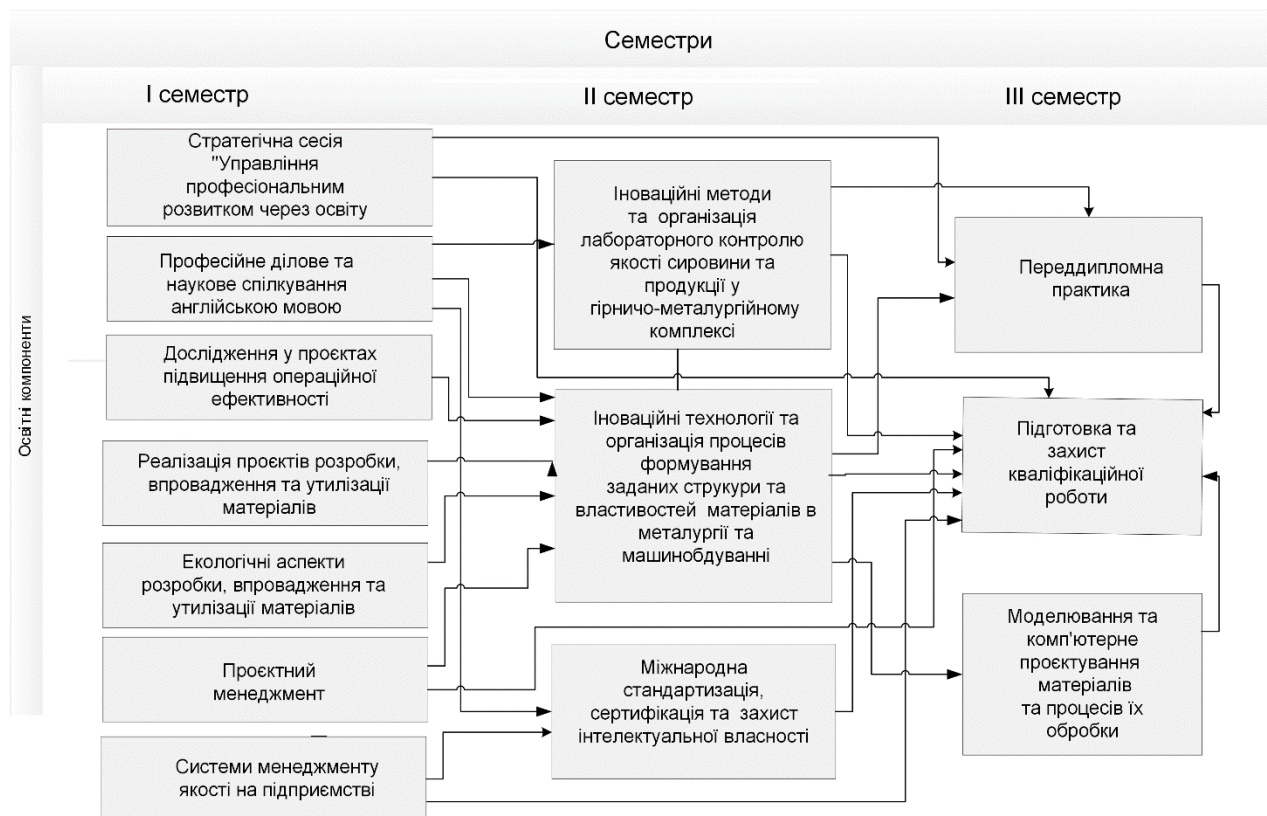 Семестри
І семестр
ІІ семестр
ІІІ семестр
Освітні компоненти
Стратегічна сесія
"Управління
професіональним
розвитком через освіту
Професійне ділове та
наукове спілкування
англійською мовою
Дослідження у проєктах
підвищення операційної
ефективності
Реалізація проєктів розробки,
впровадження та утилізації
матеріалів
Екологічні аспекти
розробки, впровадження та
утилізації матеріалів
Проєктний
менеджмент
Системи менеджменту
якості на підприємстві
Іноваційні методи
та організація
лабораторного контролю
якості сировини та
продукції у
гірничо-металургійному
комплексі
Іноваційні технології та
організація процесів
формування
заданих струкури та
властивостей матеріалів в
металургії та
машинобдуванні
Міжнародна
стандартизація,
сертифікація та захист
інтелектуальної власності
Переддипломна
практика
Підготовка та
захист
кваліфікаційної
роботи
Моделювання та
комп'ютерне
проєктування
матеріалів
та процесів їх
обробки